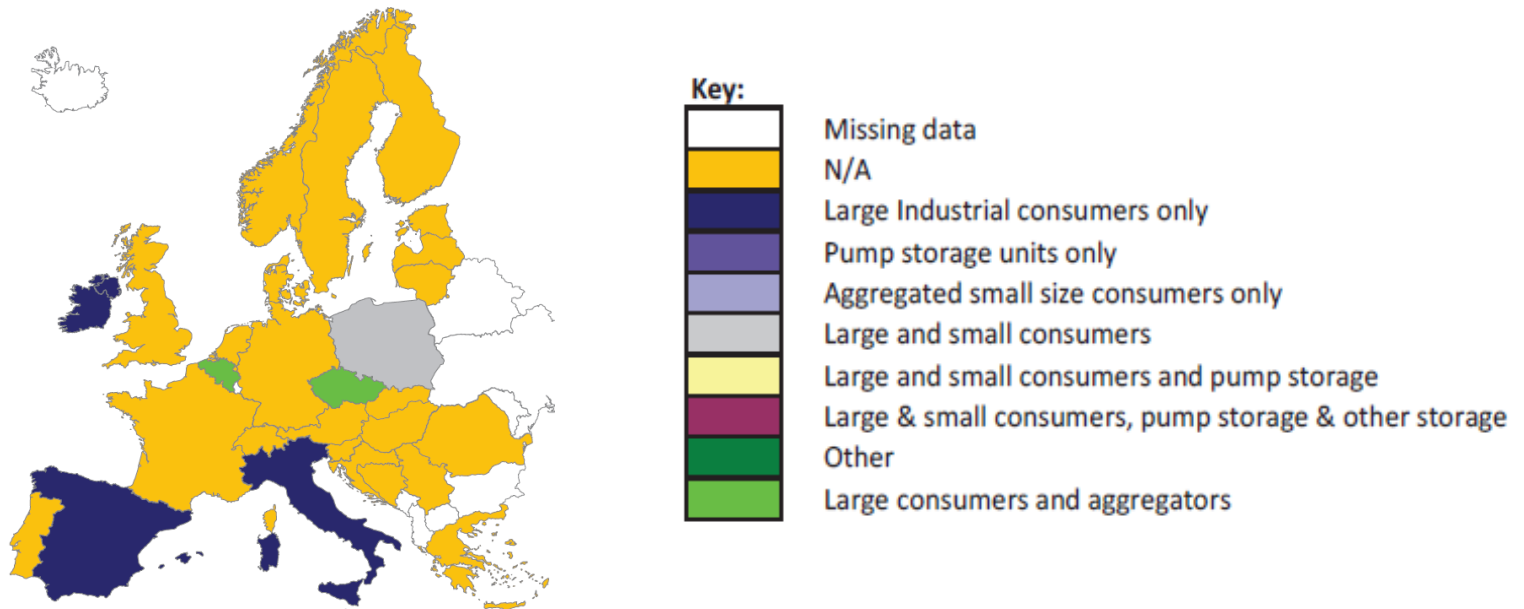 Key:
Missing data
N/A
Large Industrial consumers only
Pump storage units only
Aggregated small size consumers only
Large and small consumers
Large and small consumers and pump storage
Large & small consumers, pump storage & other storage
Other
Large consumers and aggregators